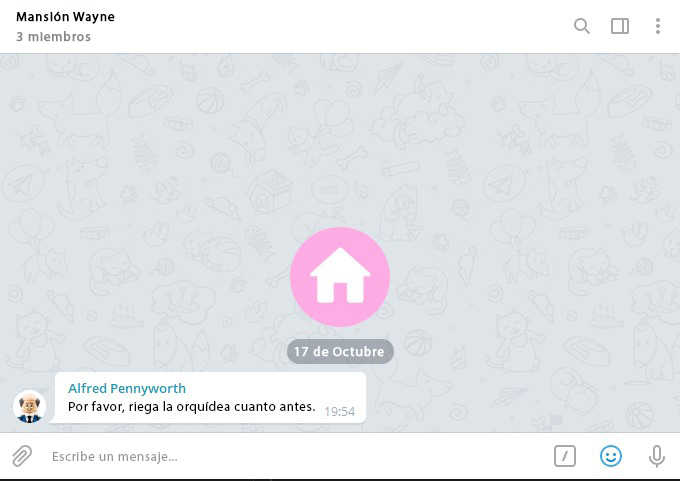 Mansión Wayne
3 miembros
17 de Octubre
Alfred Pennyworth
Por favor, riega la orquídea cuanto antes. 19:54
Escribe un mensaje...